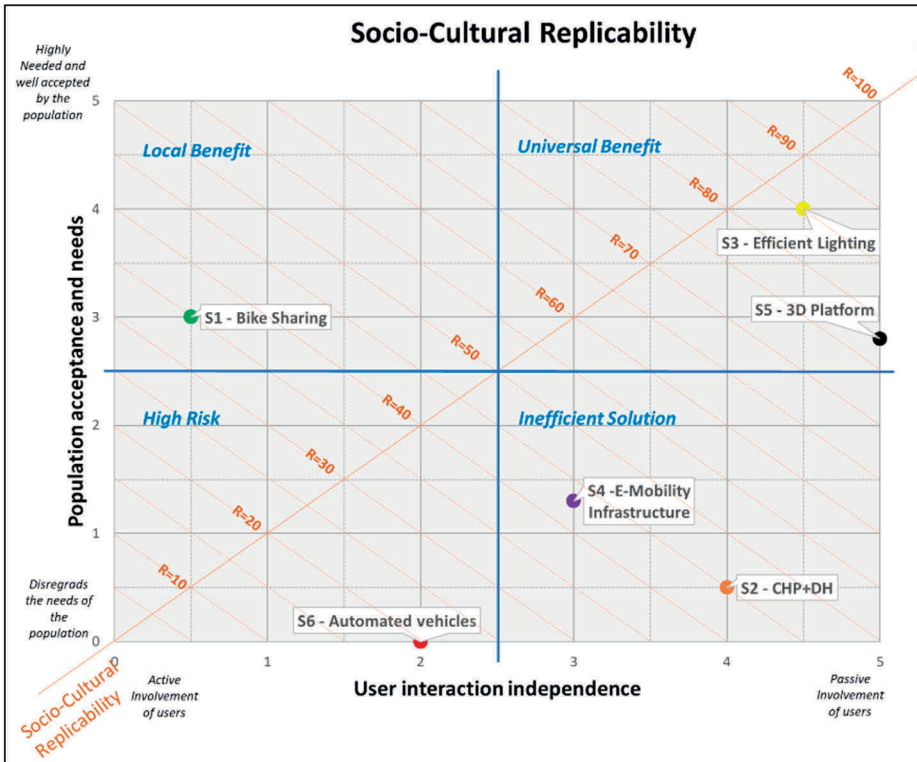 Socio-Cultural Replicability
Highly
Needed and
well accepted
by the
population
Population acceptance and needs
Disregrads
the needs of
the
population
5
4
3
2
1
0
Local Benefit
Universal Benefit
High Risk
Inefficient Solution
R=100
R=90
R=80
R=70
R=60
R=50
R=40
R=30
R=20
R=10
S3 - Efficient Lighting
S5 - 3D Platform
S1 - Bike Sharing
S4 -E-Mobility
Infrastructure
S2 - CHP+DH
S6 - Automated vehicles
0
1
2
3
4
5
Socio-Cultural
Replicability
Active
Involvement
of users
User interaction independence
Passive
Involvement
of users